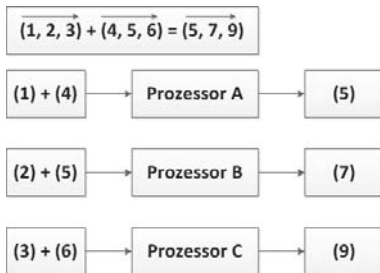 (1, 2, 3) + (4, 5, 6) = (5, 7, 9)
(1) + (4) Prozessor A (5)
(2) + (5) Prozessor B (7)
(3) + (6) Prozessor C (9)